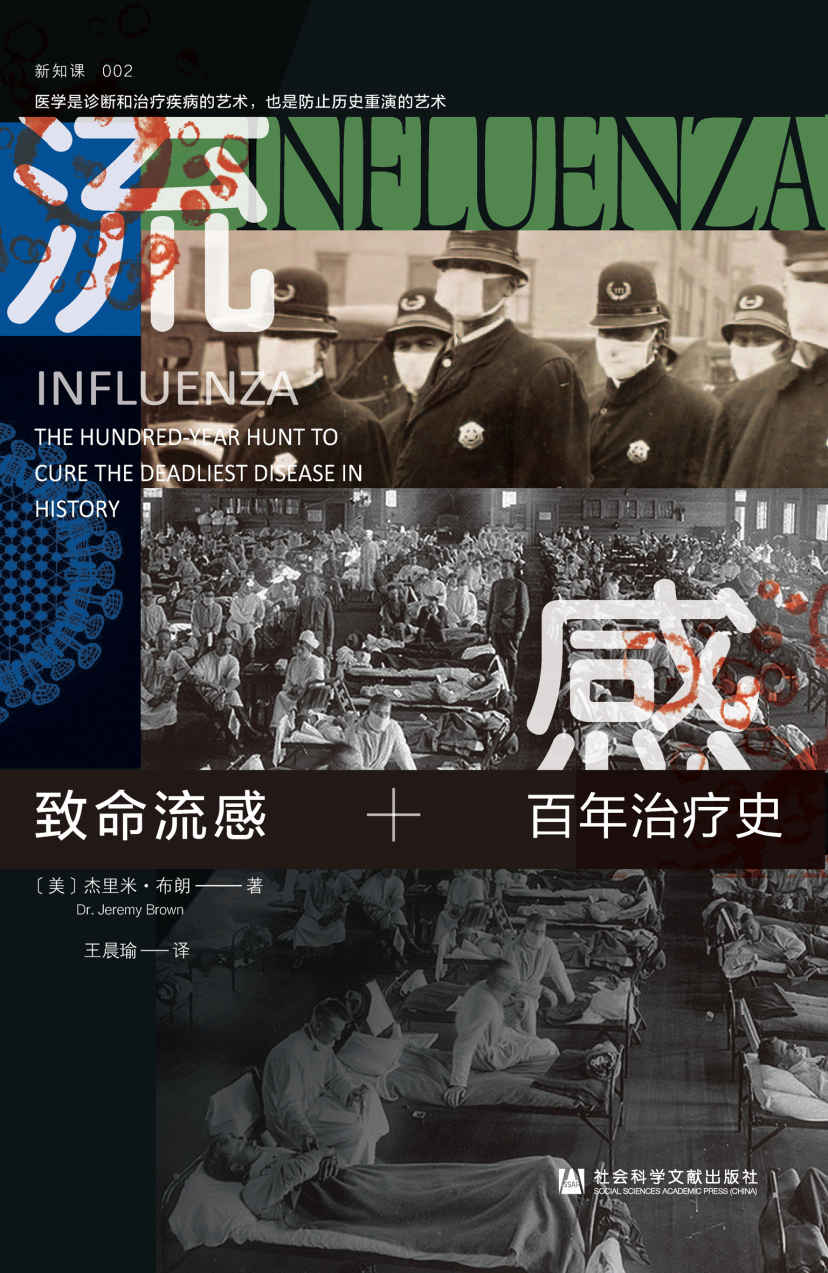 新知课 002
医学是诊断和治疗疾病的艺术，也是防止历史重演的艺术
INFLUENZA
流
INFLUENZA
THE HUNDRED-YEAR HUNT TO
CURE THE DEADLIEST DISEASE IN
HISTORY
感
致命流感
百年治疗史
〔美〕杰里米·布朗——著
Dr. Jeremy Brown
王晨瑜——译
社会科学文献出版社
SOCIAL SCIENCES ACADEMIC PRESS (CHINA)